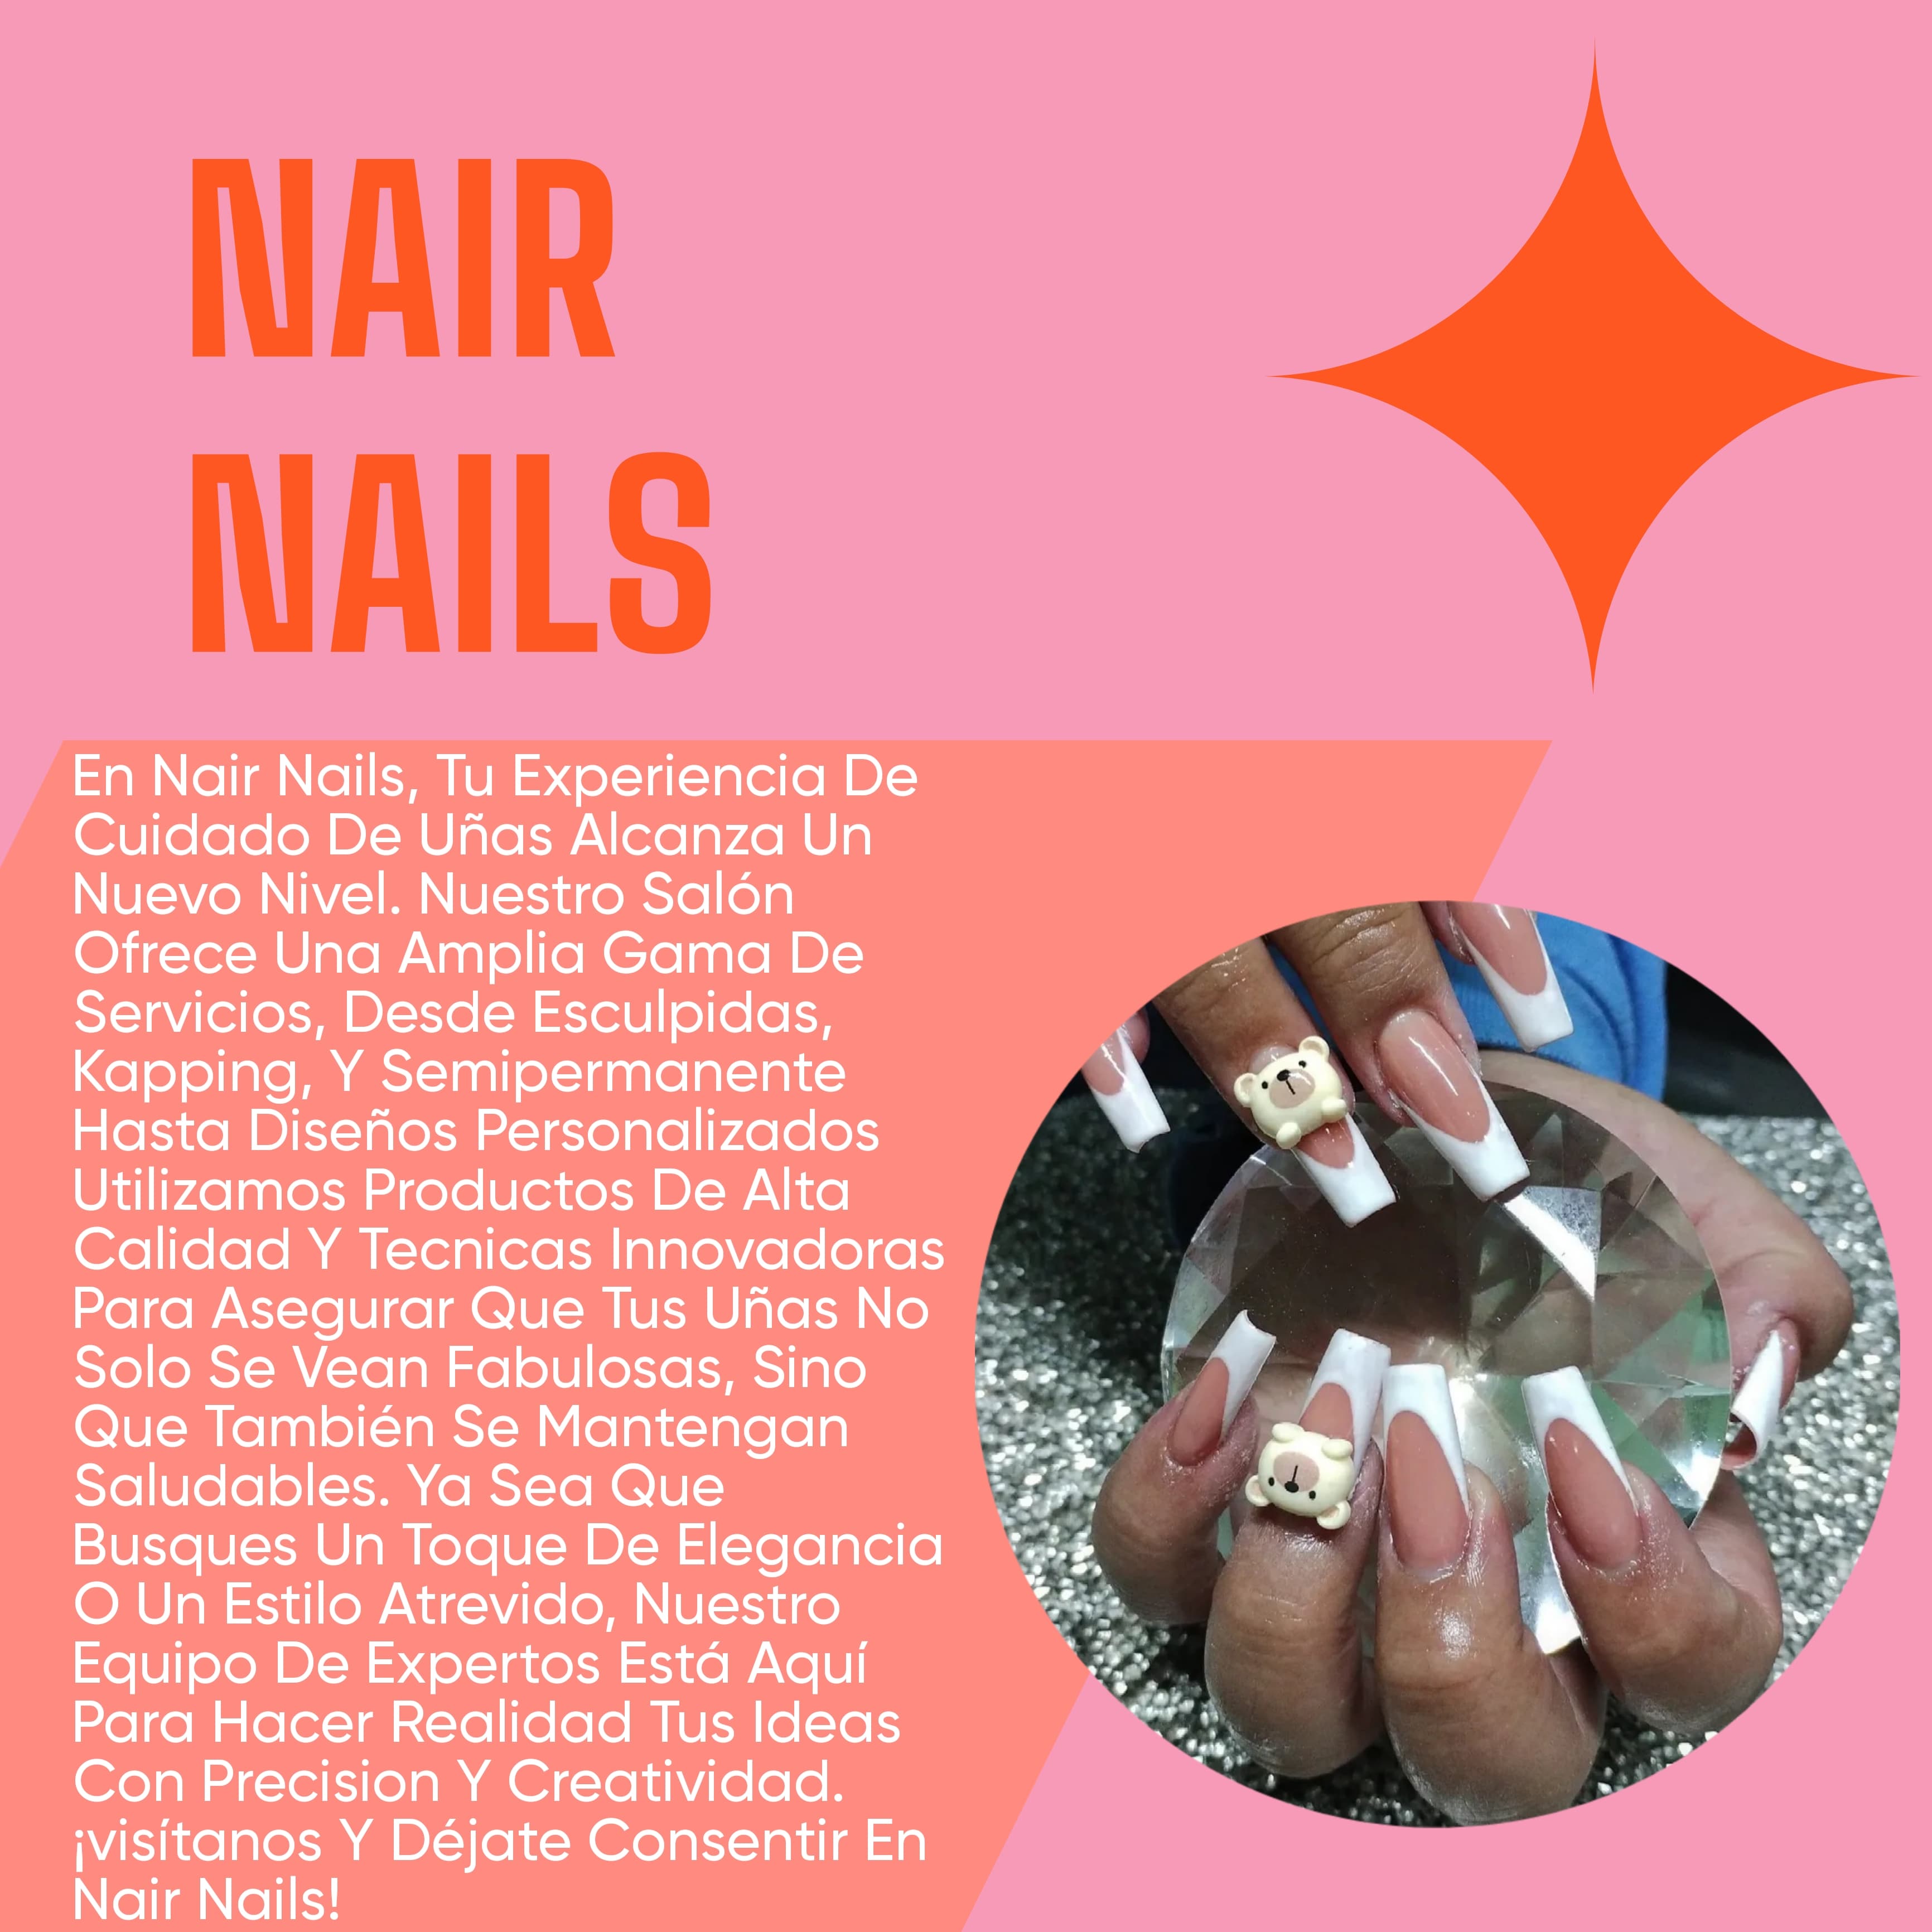 NAIR
NAILS
En Nair Nails, Tu Experiencia De
Cuidado De Uñas Alcanza Un
Nuevo Nivel. Nuestro Salón
Ofrece Una Amplia Gama De
Servicios, Desde Esculpidas,
Kapping, Y Semipermanente
Hasta Diseños Personalizados
Utilizamos Productos De Alta
Calidad Y Tecnicas Innovadoras
Para Asegurar Que Tus Uñas No
Solo Se Vean Fabulosas, Sino
Que También Se Mantengan
Saludables. Ya Sea Que
Busques Un Toque De Elegancia
O Un Estilo Atrevido, Nuestro
Equipo De Expertos Está Aquí
Para Hacer Realidad Tus Ideas
Con Precision Y Creatividad.
¡visítanos Y Déjate Consentir En
Nair Nails!